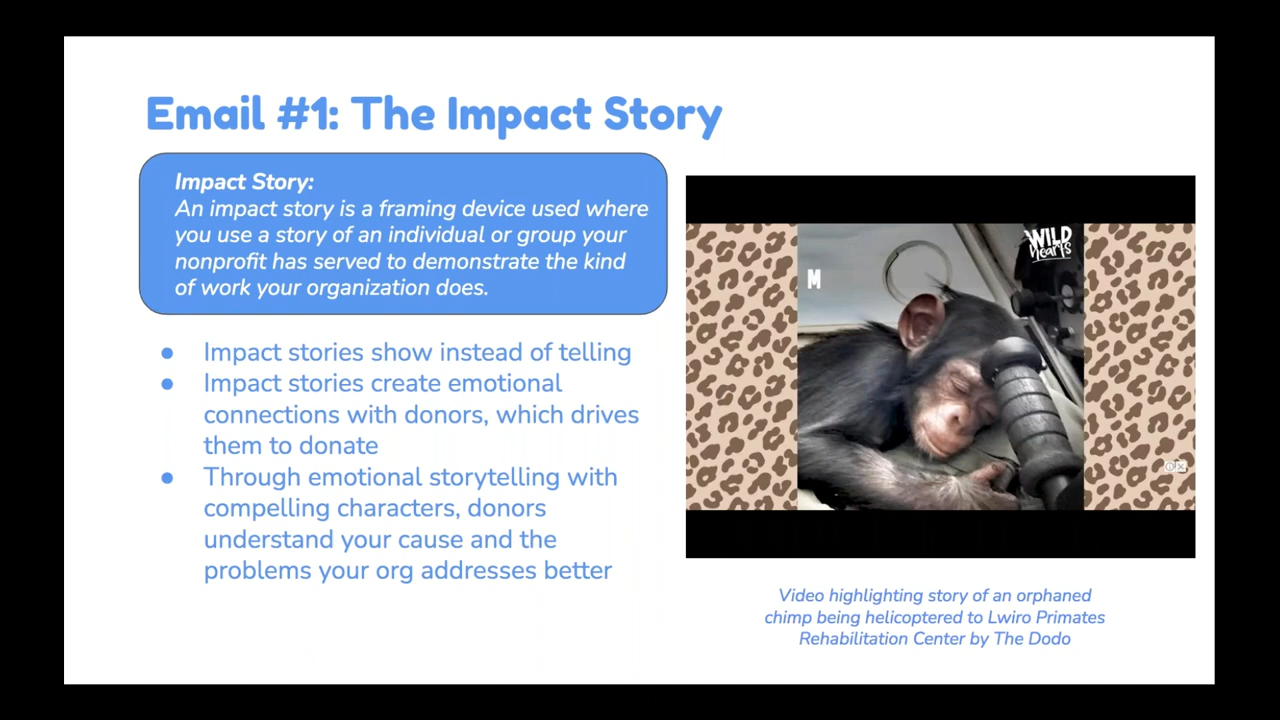 Email #1: The Impact Story
Impact Story:
An impact story is a framing device used where
you use a story of an individual or group your
nonprofit has served to demonstrate the kind
of work your organization does.
● Impact stories show instead of telling
● Impact stories create emotional
connections with donors, which drives
them to donate
● Through emotional storytelling with
compelling characters, donors
understand your cause and the
problems your org addresses better
WILD
hearts
M
Video highlighting story of an orphaned
chimp being helicoptered to Lwiro Primates
Rehabilitation Center by The Dodo